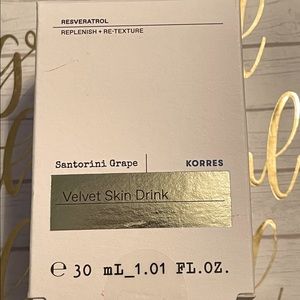 RESVERATROL
REPLENISH + RE-TEXTURE
Santorini Grape | KORRES
Velvet Skin Drink
℮ 30 mL_1.01 FL.OZ.